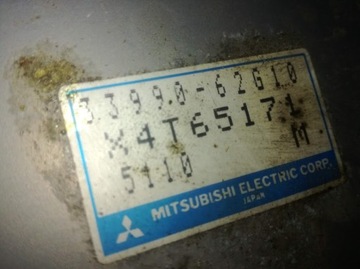 33990-62G10
X4T65171
5110 M
MITSUBISHI ELECTRIC CORP.
JAPAN